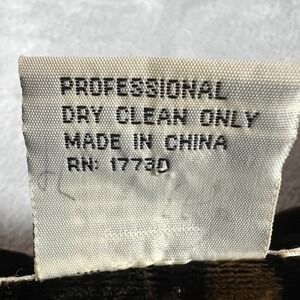 PROFESSIONAL
DRY CLEAN ONLY
MADE IN CHINA
RN: 17730